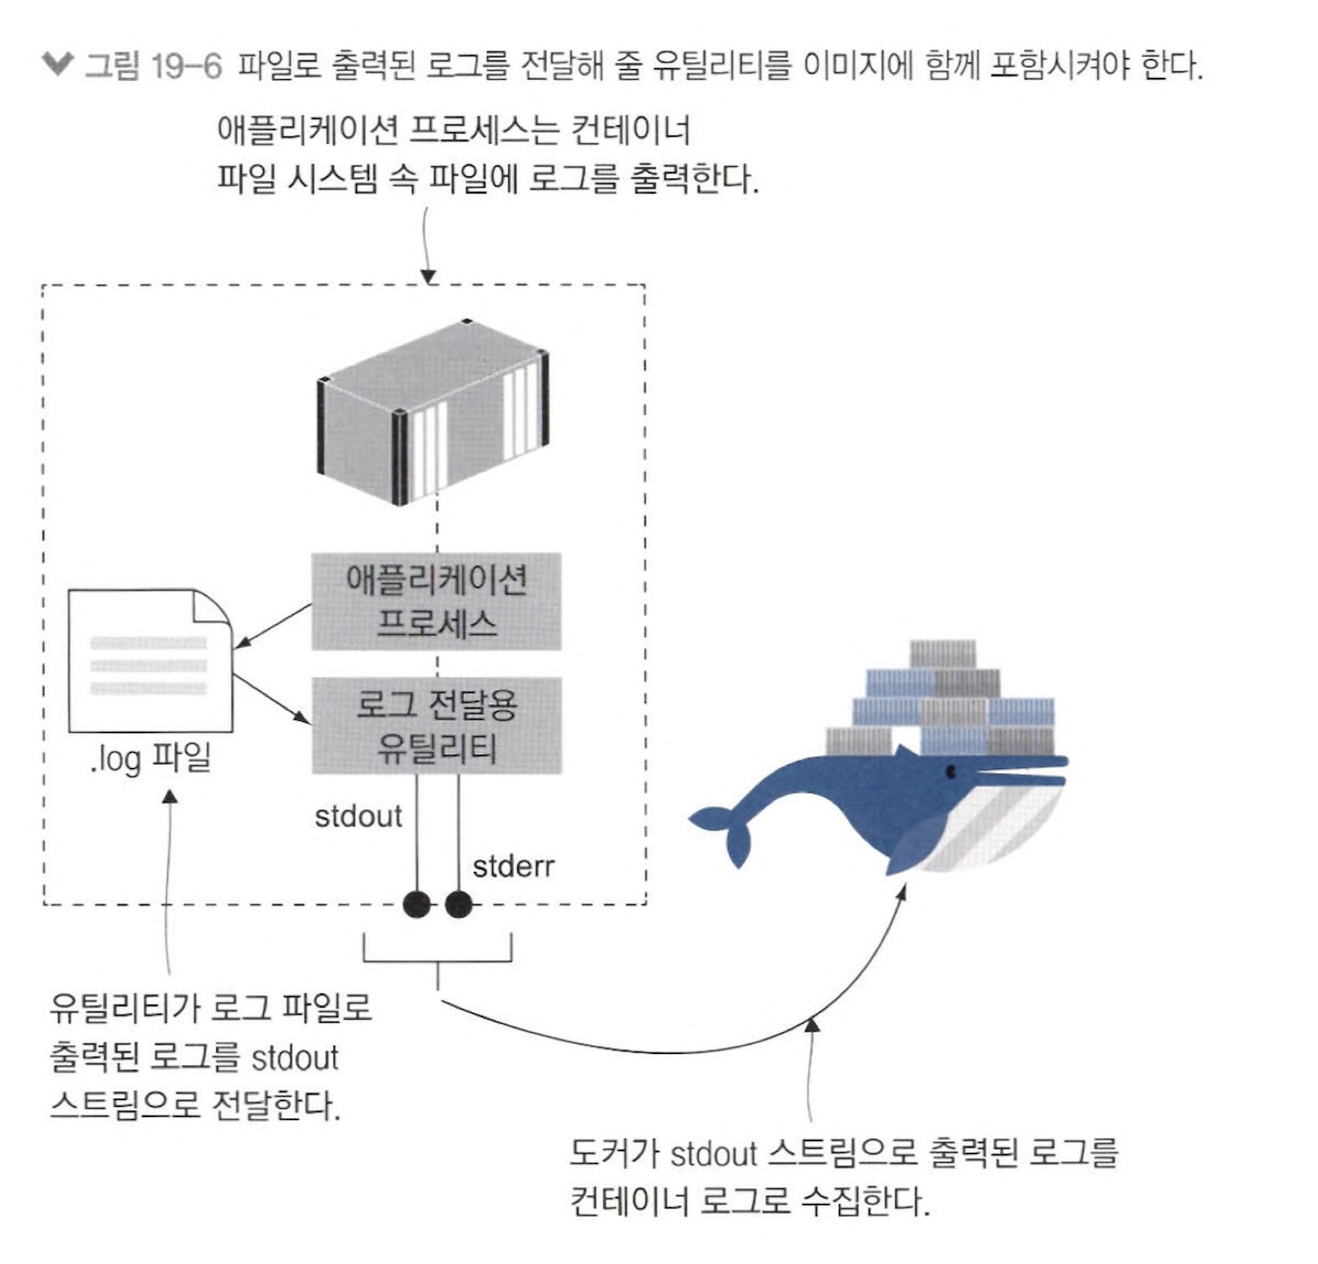 그림 19-6 파일로 출력된 로그를 전달해 줄 유틸리티를 이미지에 함께 포함시켜야 한다.
애플리케이션 프로세스는 컨테이너
파일 시스템 속 파일에 로그를 출력한다.
애플리케이션
프로세스
로그 전달용
유틸리티
.log 파일
stdout
stderr
유틸리티가 로그 파일로
출력된 로그를 stdout
스트림으로 전달한다.
도커가 stdout 스트림으로 출력된 로그를
컨테이너 로그로 수집한다.